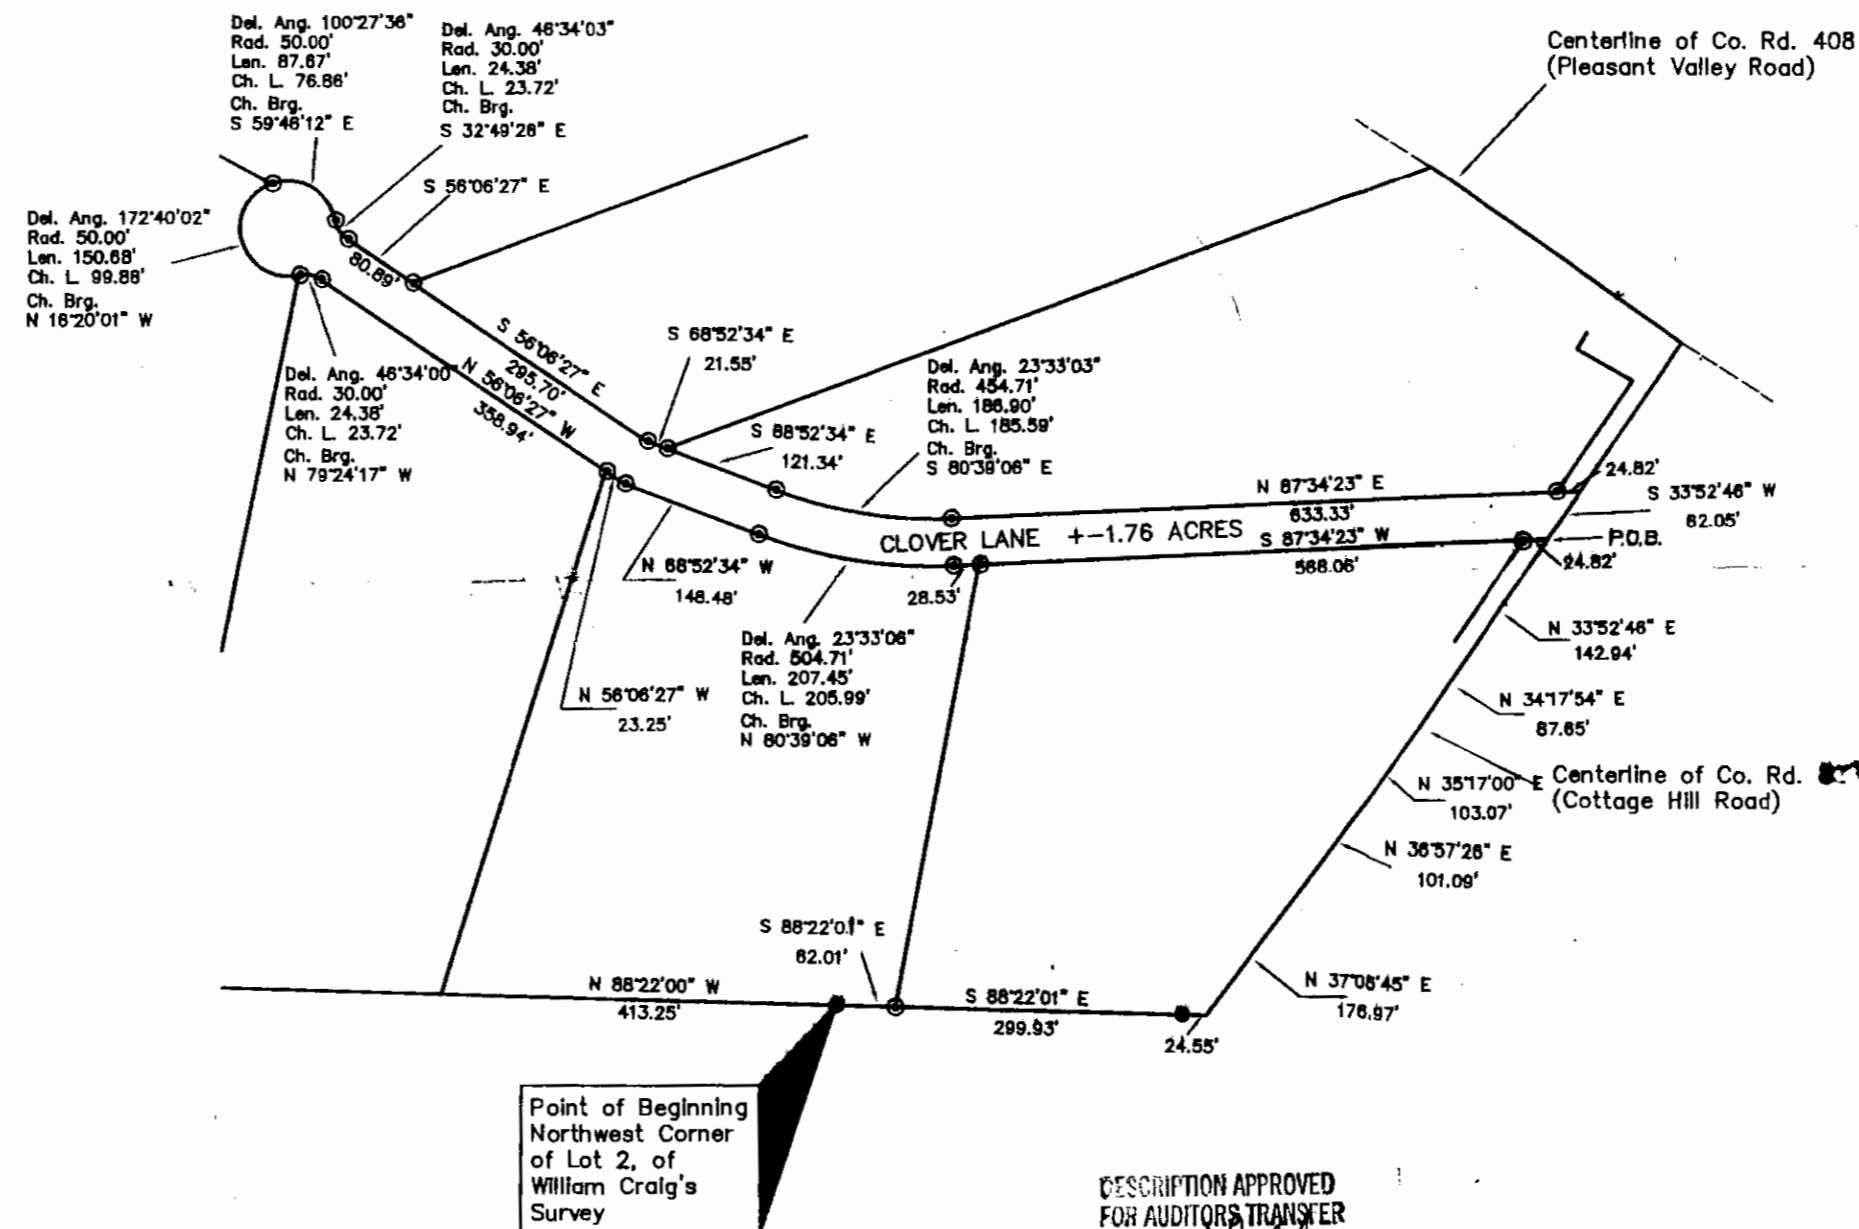 Del. Ang. 100°27'36"
Rad. 50.00'
Len. 87.67'
Ch. L. 76.86'
Ch. Brg.
S 59°46'12" E
Del. Ang. 46°34'03"
Rad. 30.00'
Len. 24.38'
Ch. L. 23.72'
Ch. Brg.
S 32°49'26" E
Centerline of Co. Rd. 408
(Pleasant Valley Road)
S 56°06'27" E
80.89'
Del. Ang. 172°40'02"
Rad. 50.00'
Len. 150.68'
Ch. L. 99.88'
Ch. Brg.
N 16°20'01" W
S 56°06'27" E
295.70'
N 56°06'27" W
358.94'
S 68°52'34" E
21.55'
Del. Ang. 46°34'00"
Rad. 30.00'
Len. 24.38'
Ch. L. 23.72'
Ch. Brg.
N 79°24'17" W
S 88°52'34" E
121.34'
Del. Ang. 23°33'03"
Rad. 454.71'
Len. 186.90'
Ch. L. 185.59'
Ch. Brg.
S 80°39'06" E
N 87°34'23" E
633.33'
24.82'
S 33°52'46" W
62.05'
CLOVER LANE +-1.76 ACRES
S 87°34'23" W
568.06'
P.O.B.
24.82'
N 68°52'34" W
148.48'
28.53'
Del. Ang. 23°33'06"
Rad. 504.71'
Len. 207.45'
Ch. L. 205.99'
Ch. Brg.
N 80°39'06" W
N 33°52'46" E
142.94'
N 56°06'27" W
23.25'
N 34°17'54" E
87.65'
Centerline of Co. Rd.
(Cottage Hill Road)
N 35°17'00" E
103.07'
N 36°57'26" E
101.09'
S 88°22'01" E
62.01'
N 88°22'00" W
413.25'
S 88°22'01" E
299.93'
24.55'
N 37°08'45" E
176.97'
Point of Beginning
Northwest Corner
of Lot 2, of
William Craig's
Survey
DESCRIPTION APPROVED
FOR AUDITORS TRANSFER